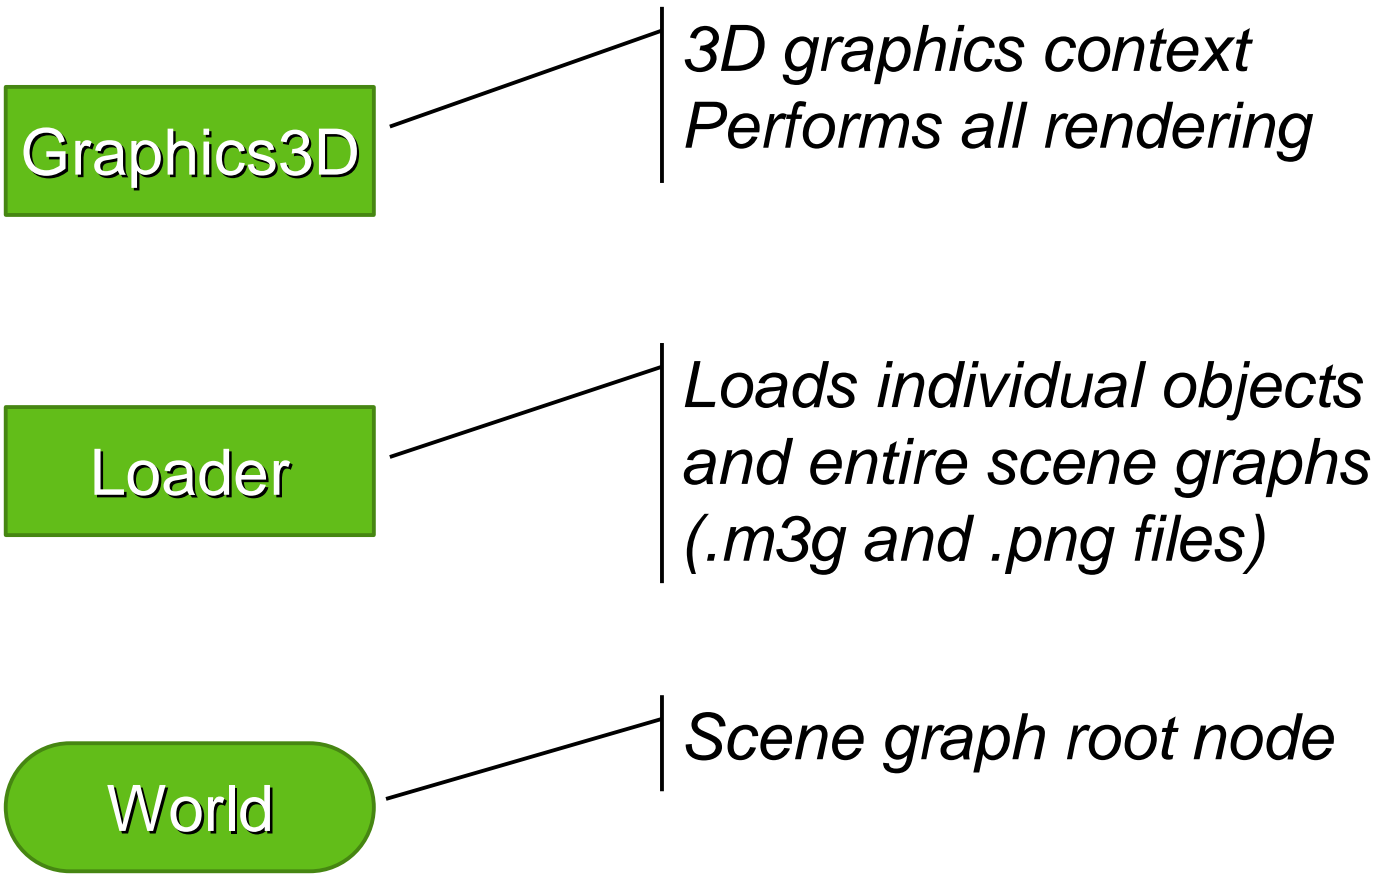 Graphics3D
3D graphics context
Performs all rendering
Loader
Loads individual objects
and entire scene graphs
(.m3g and .png files)
World
Scene graph root node